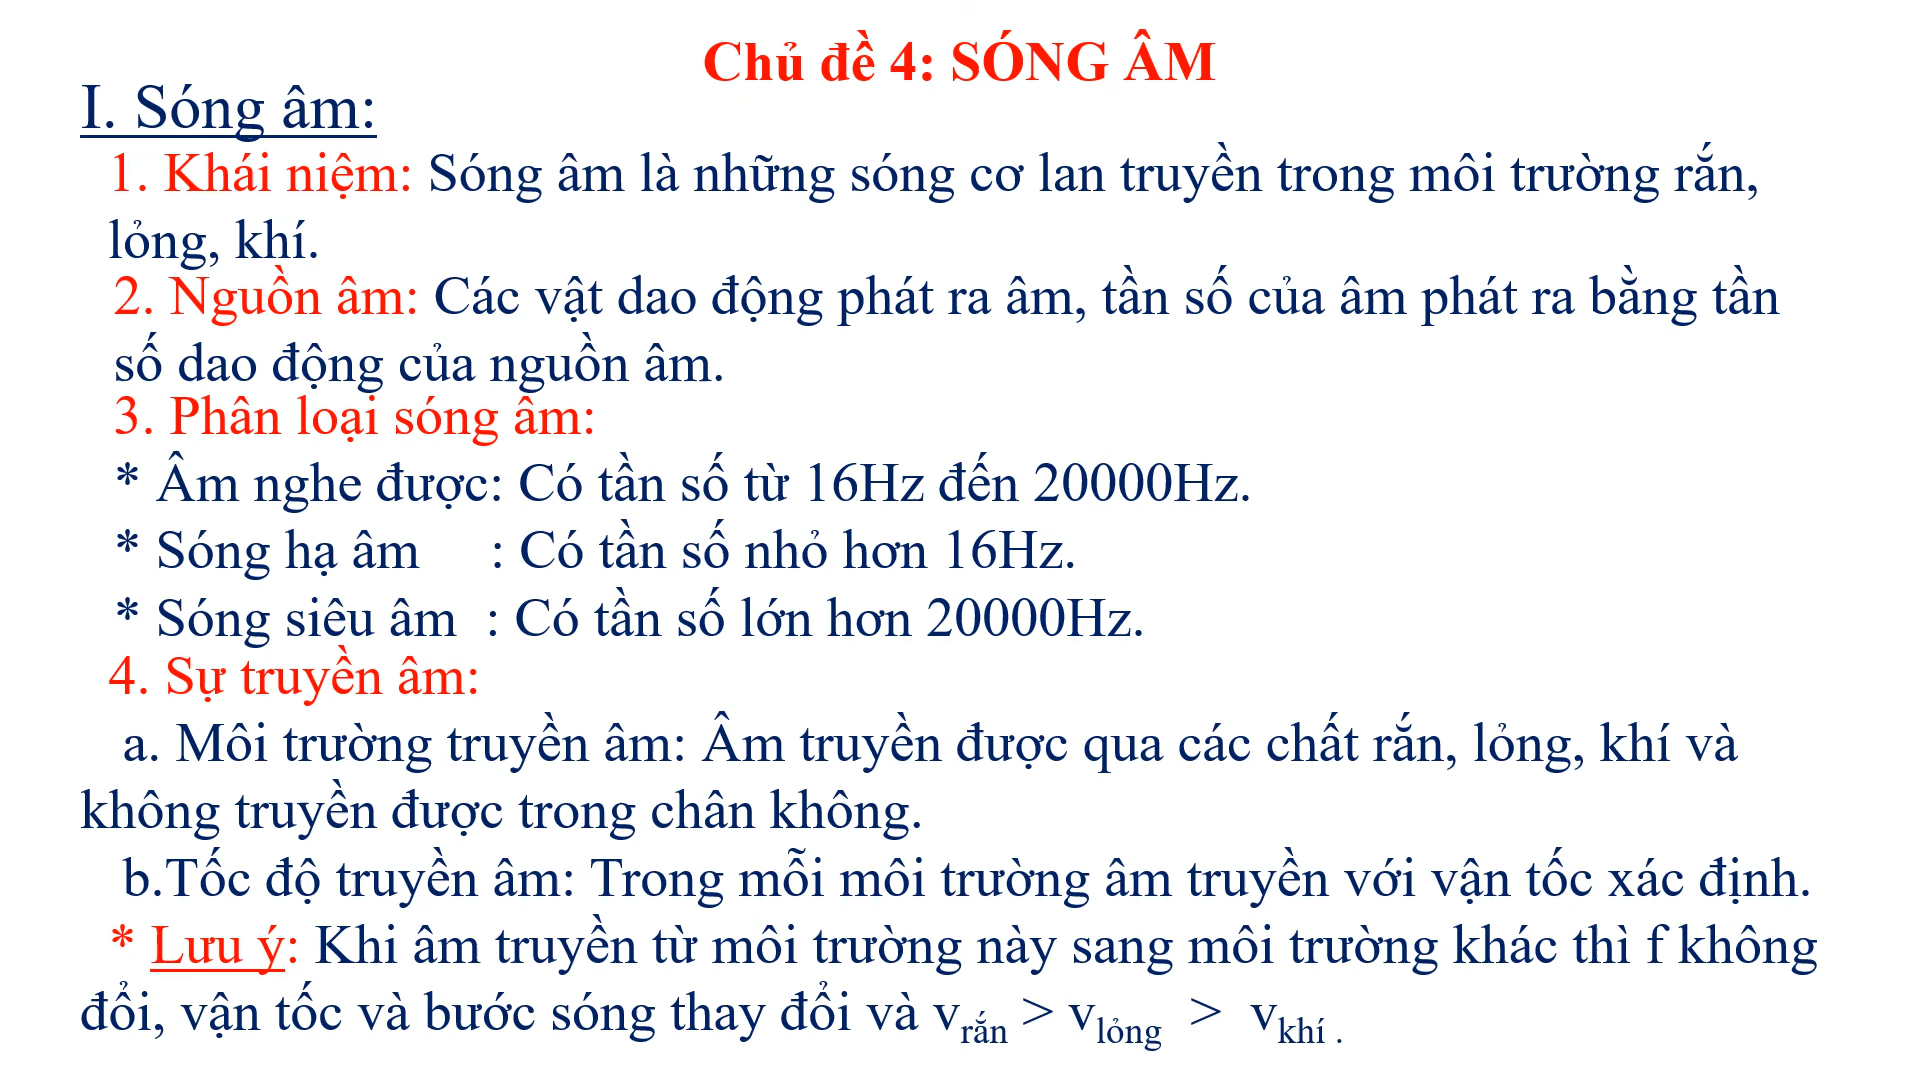 Chủ đề 4: SÓNG ÂM
I. Sóng âm:
1. Khái niệm: Sóng âm là những sóng cơ lan truyền trong môi trường rắn,
lỏng, khí.
2. Nguồn âm: Các vật dao động phát ra âm, tần số của âm phát ra bằng tần
số dao động của nguồn âm.
3. Phân loại sóng âm:
* Âm nghe được: Có tần số từ 16Hz đến 20000Hz.
* Sóng hạ âm : Có tần số nhỏ hơn 16Hz.
* Sóng siêu âm : Có tần số lớn hơn 20000Hz.
4. Sự truyền âm:
a. Môi trường truyền âm: Âm truyền được qua các chất rắn, lỏng, khí và
không truyền được trong chân không.
b.Tốc độ truyền âm: Trong mỗi môi trường âm truyền với vận tốc xác định.
* Lưu ý: Khi âm truyền từ môi trường này sang môi trường khác thì f không
đổi, vận tốc và bước sóng thay đổi và v rắn > v lỏng > v khí .